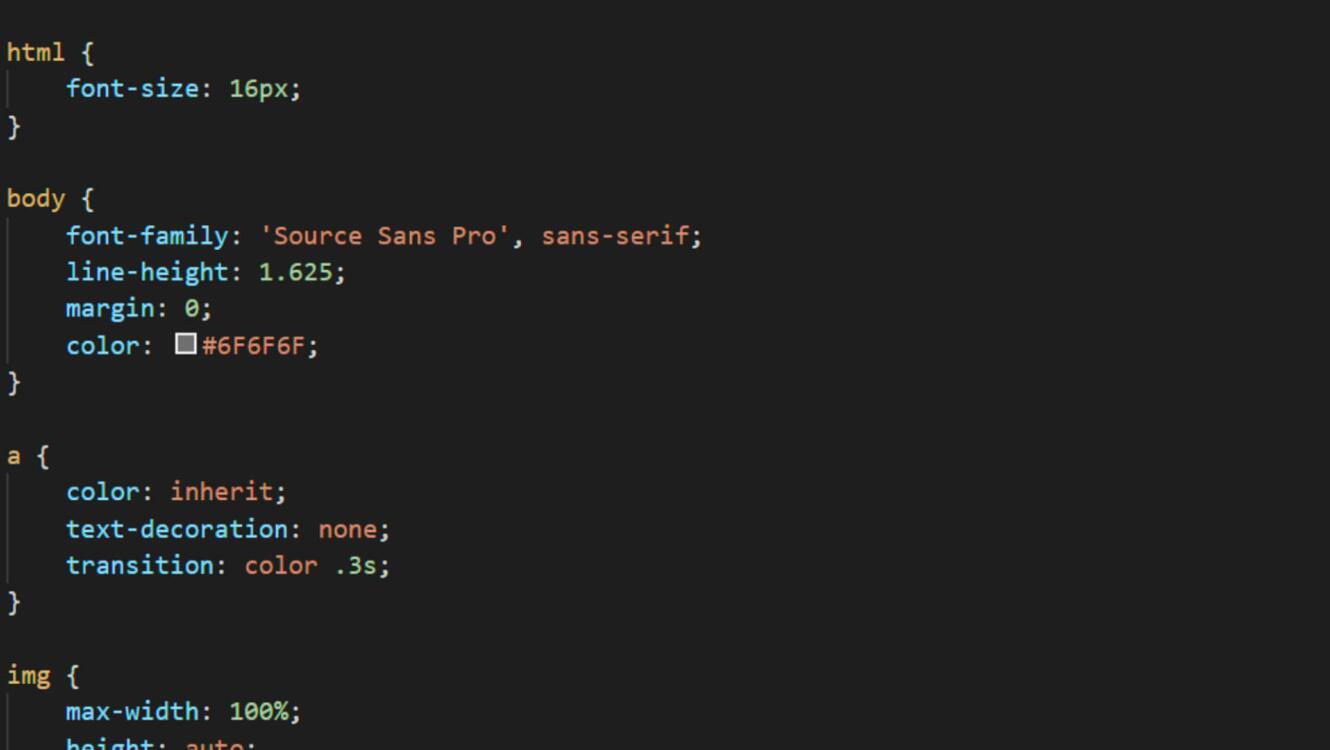 html {
    font-size: 16px;
}

body {
    font-family: 'Source Sans Pro', sans-serif;
    line-height: 1.625;
    margin: 0;
    color: #6F6F6F;
}

a {
    color: inherit;
    text-decoration: none;
    transition: color .3s;
}

img {
    max-width: 100%;
    height: auto;